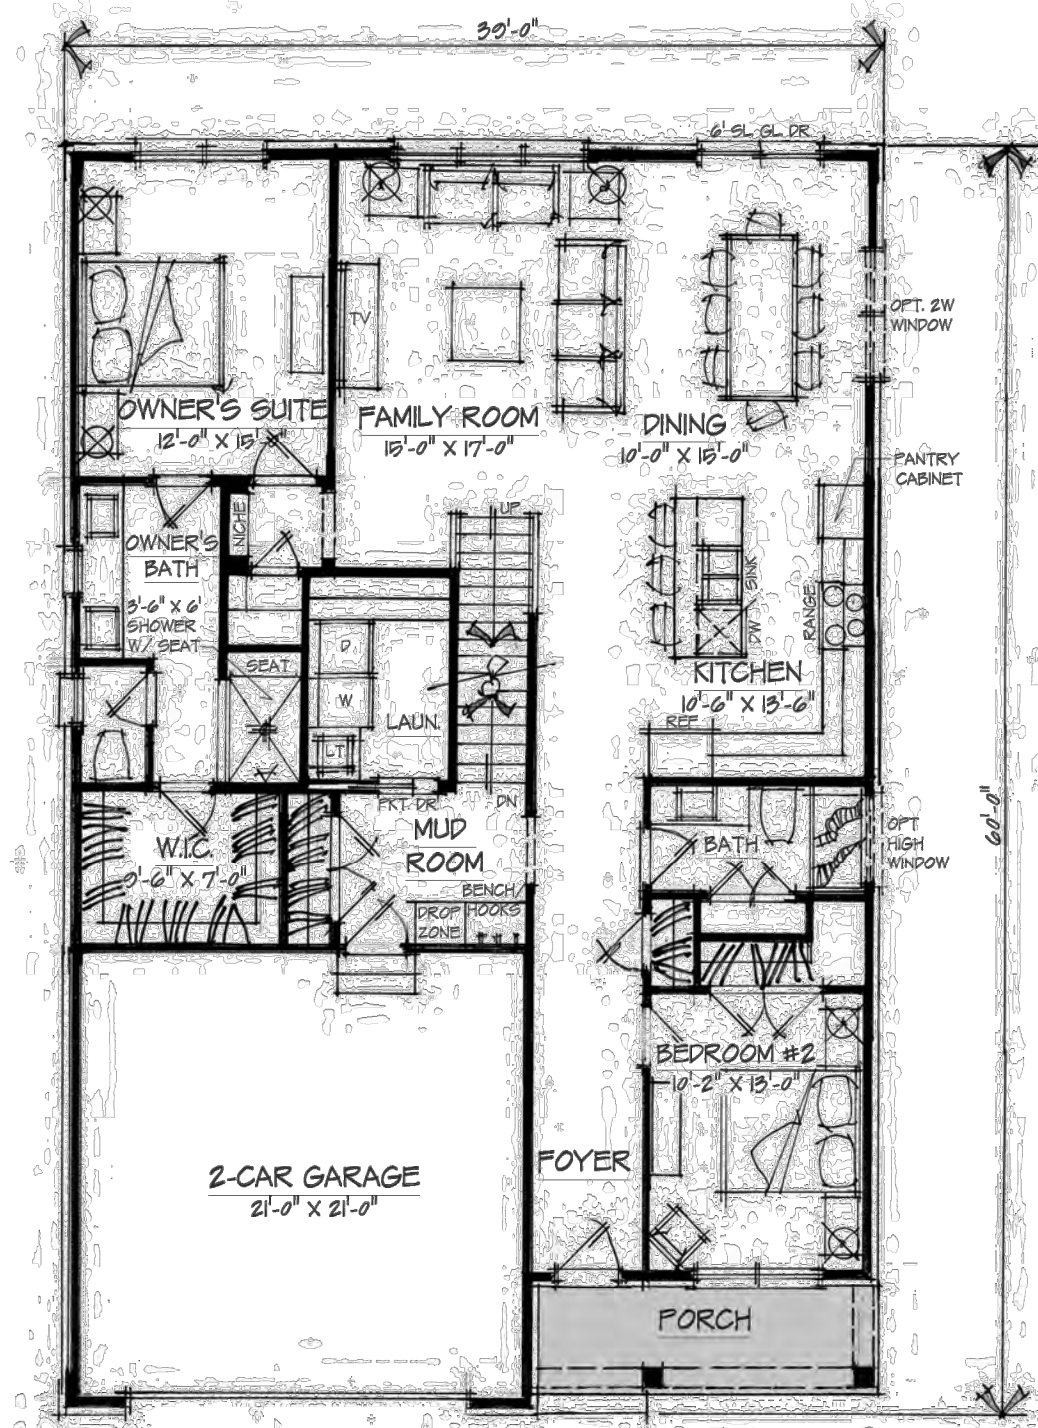 39'-0"
6' SL. GL. DR.
TV
OPT. 2W
WINDOW
OWNER'S SUITE
12'-0" X 15'-
FAMILY ROOM
15'-0" X 17'-0"
DINING
10'-0" X 15'-0"
PANTRY
CABINET
UP
NICHE
OWNER'S
BATH
3'-6" X 6'
SHOWER
W/ SEAT
SINK
DW
RANGE
D
SEAT
W
LAUN.
LT
KITCHEN
10'-6" X 13'-6"
REF
PKT. DR.
DN
MUD
ROOM
60'-0"
W.I.C.
9'-6" X 7'-0"
BATH
OPT
HIGH
WINDOW
BENCH
HOOKS
DROP
ZONE
BEDROOM #2
10'-2" X 13'-0"
FOYER
2-CAR GARAGE
21'-0" X 21'-0"
PORCH